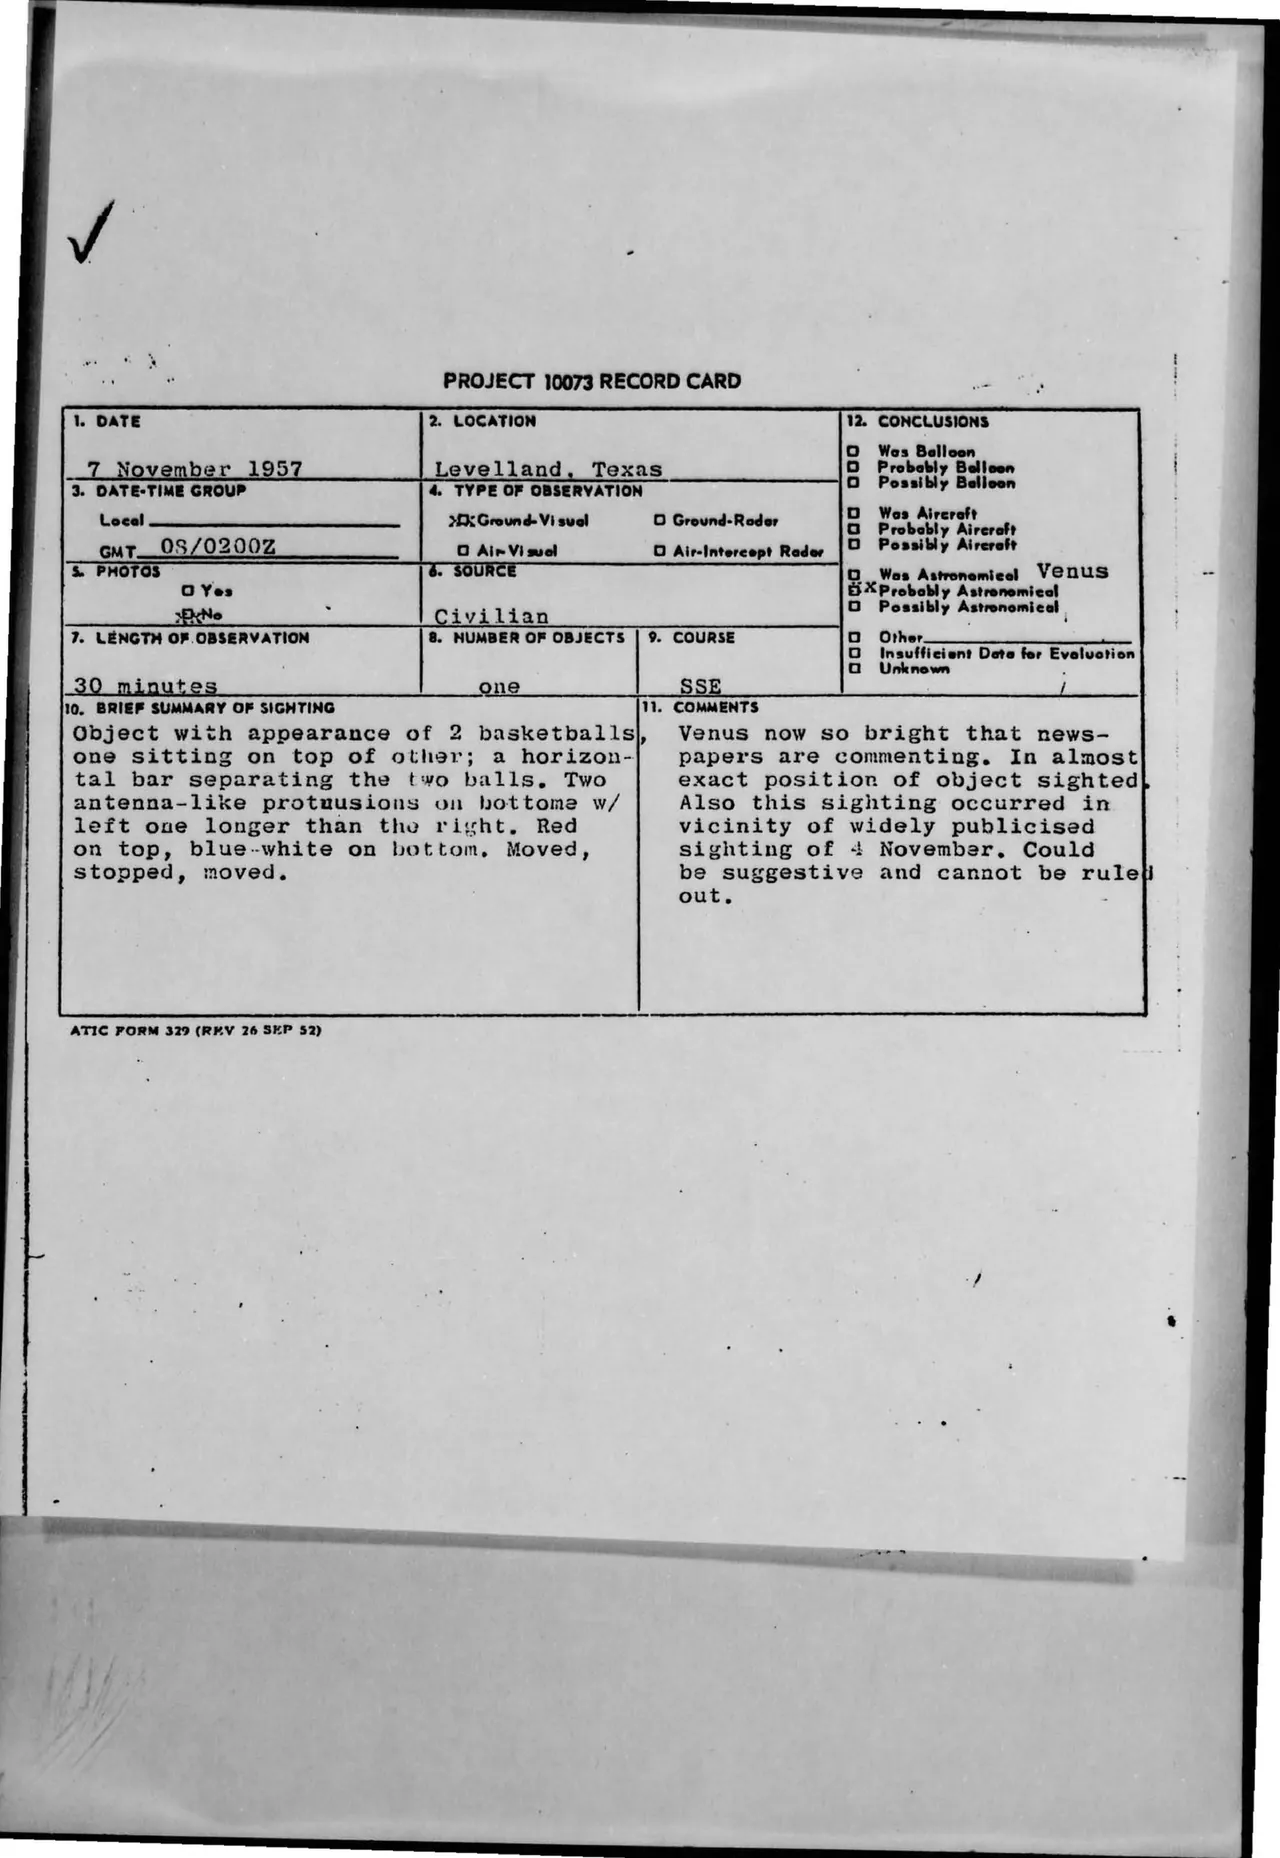 PROJECT 10073 RECORD CARD
1. DATE
7 November 1957
2. LOCATION
Levelland, Texas
3. DATE-TIME GROUP
Local
GMT 08/0200Z
4. TYPE OF OBSERVATION
Ground-Visual
Ground-Radar
Air-Visual
Air-Intercept Radar
5. PHOTOS
Yes
No
6. SOURCE
Civilian
7. LENGTH OF OBSERVATION
30 minutes
8. NUMBER OF OBJECTS
one
9. COURSE
SSE
12. CONCLUSIONS
Was Balloon
Probably Balloon
Possibly Balloon
Was Aircraft
Probably Aircraft
Possibly Aircraft
Was Astronomical Venus
X Probably Astronomical
Possibly Astronomical
Other
Insufficient Data for Evaluation
Unknown
10. BRIEF SUMMARY OF SIGHTING
Object with appearance of 2 basketballs,
one sitting on top of other; a horizon-
tal bar separating the two balls. Two
antenna-like protuusions on bottoms w/
left one longer than the right. Red
on top, blue-white on bottom. Moved,
stopped, moved.
11. COMMENTS
Venus now so bright that news-
papers are commenting. In almost
exact position of object sighted.
Also this sighting occurred in
vicinity of widely publicised
sighting of 4 November. Could
be suggestive and cannot be ruled
out.
ATIC FORM 329 (REV 26 SEP 52)